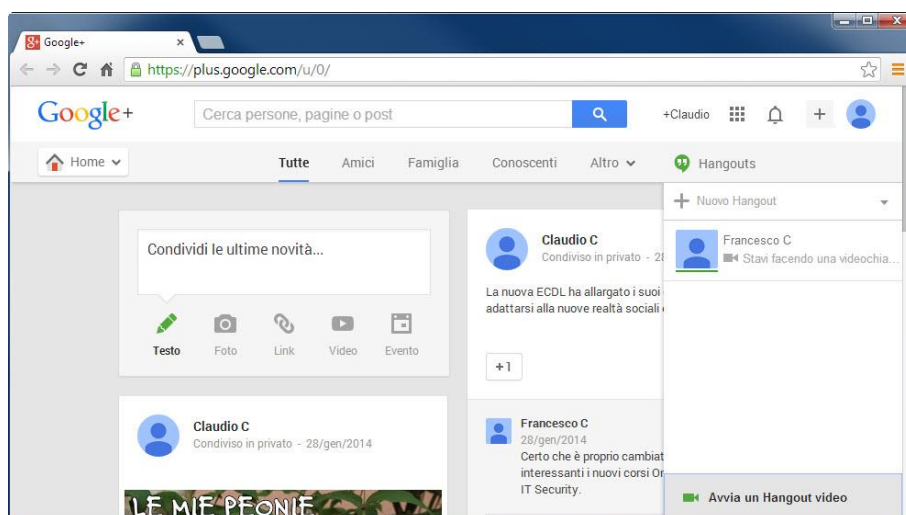 Google+
https://plus.google.com/u/0/
Google+
Cerca persone, pagine o post
+Claudio
Home
Tutte
Amici
Famiglia
Conoscenti
Altro
Hangouts
Nuovo Hangout
Francesco C
Stavi facendo una videochia...
Condividi le ultime novità...
Testo
Foto
Link
Video
Evento
Claudio C
Condiviso in privato - 28/gen/2014
LE MIE PEONIE
Claudio C
Condiviso in privato - 28
La nuova ECDL ha allargato i suoi
adattarsi alla nuove realtà sociali
+1
Francesco C
28/gen/2014
Certo che è proprio cambiat
interessanti i nuovi corsi On
IT Security.
Avvia un Hangout video